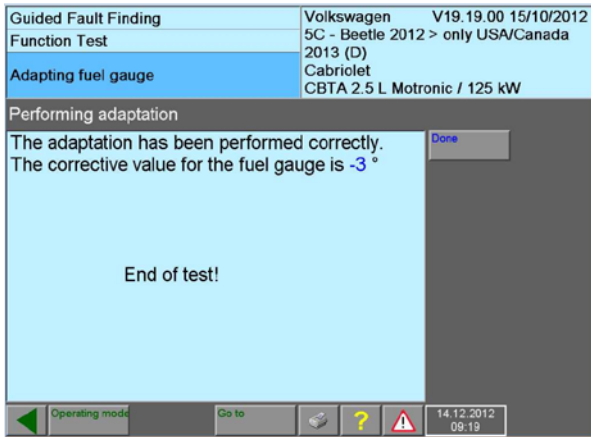 Guided Fault Finding
Function Test
Adapting fuel gauge
Volkswagen V19.19.00 15/10/2012
5C - Beetle 2012 > only USA/Canada
2013 (D)
Cabriolet
CBTA 2.5 L Motronic / 125 kW
Performing adaptation
The adaptation has been performed correctly.
The corrective value for the fuel gauge is -3 °
End of test!
Done
Operating mode
Go to
?
14.12.2012
09:19